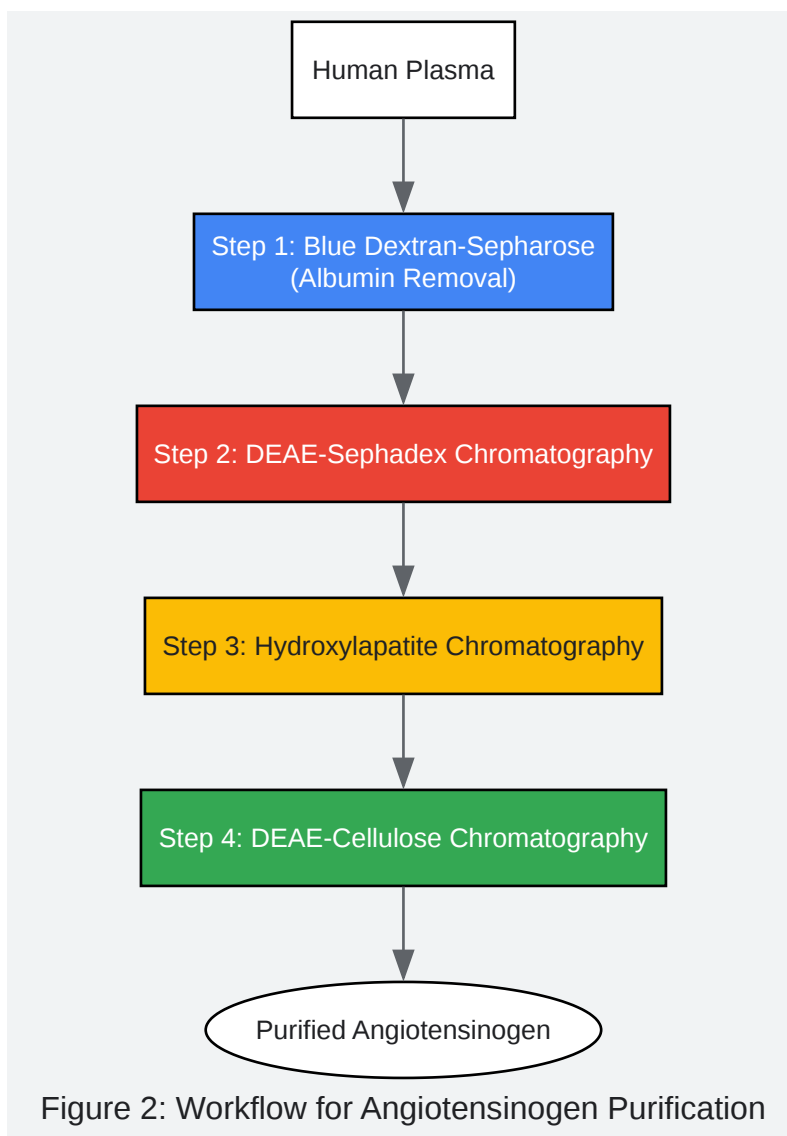 Human Plasma
Step 1: Blue Dextran-Sepharose
(Albumin Removal)
Step 2: DEAE-Sephadex Chromatography
Step 3: Hydroxylapatite Chromatography
Step 4: DEAE-Cellulose Chromatography
Purified Angiotensinogen
Figure 2: Workflow for Angiotensinogen Purification